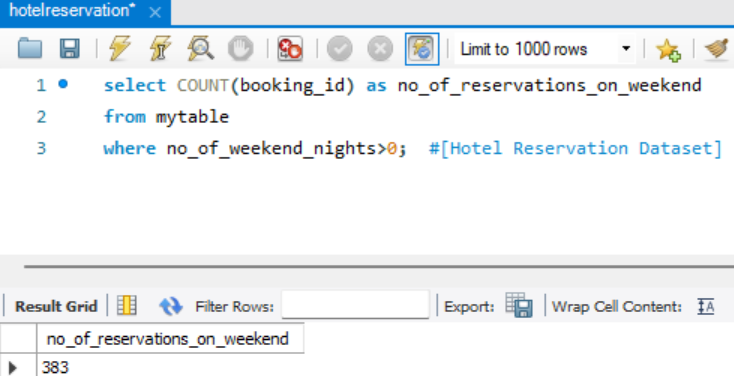 hotelreservation* ×
Limit to 1000 rows
1 select COUNT(booking_id) as no_of_reservations_on_weekend
2 from mytable
3 where no_of_weekend_nights>0; #[Hotel Reservation Dataset]
Result Grid Filter Rows: Export: Wrap Cell Content: IA
no_of_reservations_on_weekend
383